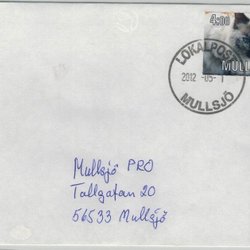 4:00
MULL
LOKALPOST
2012 -05- 1
MULLSJÖ
Mullsjö PRO
Tallgatan 20
56533 Mullsjö